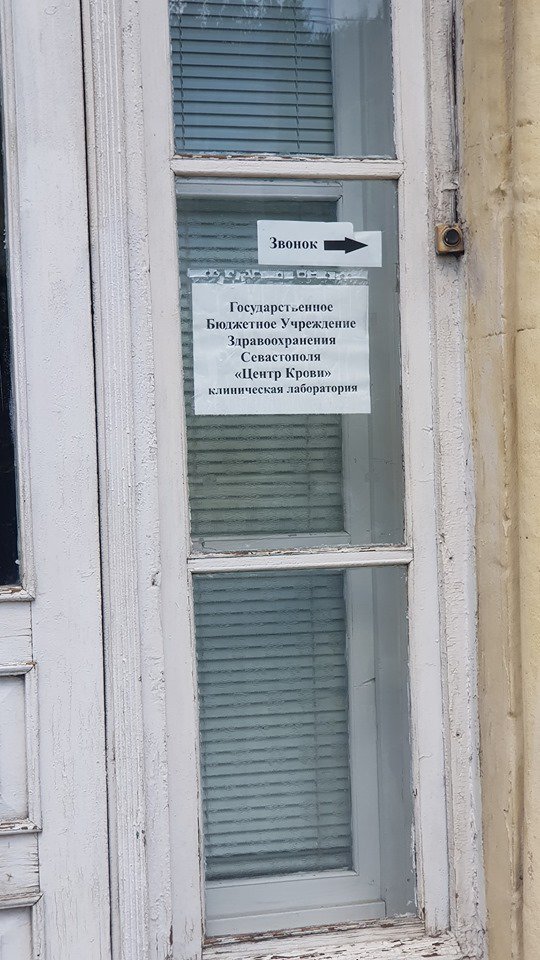 Звонок
Государственное
Бюджетное Учреждение
Здравоохранения
Севастополя
«Центр Крови»
клиническая лаборатория